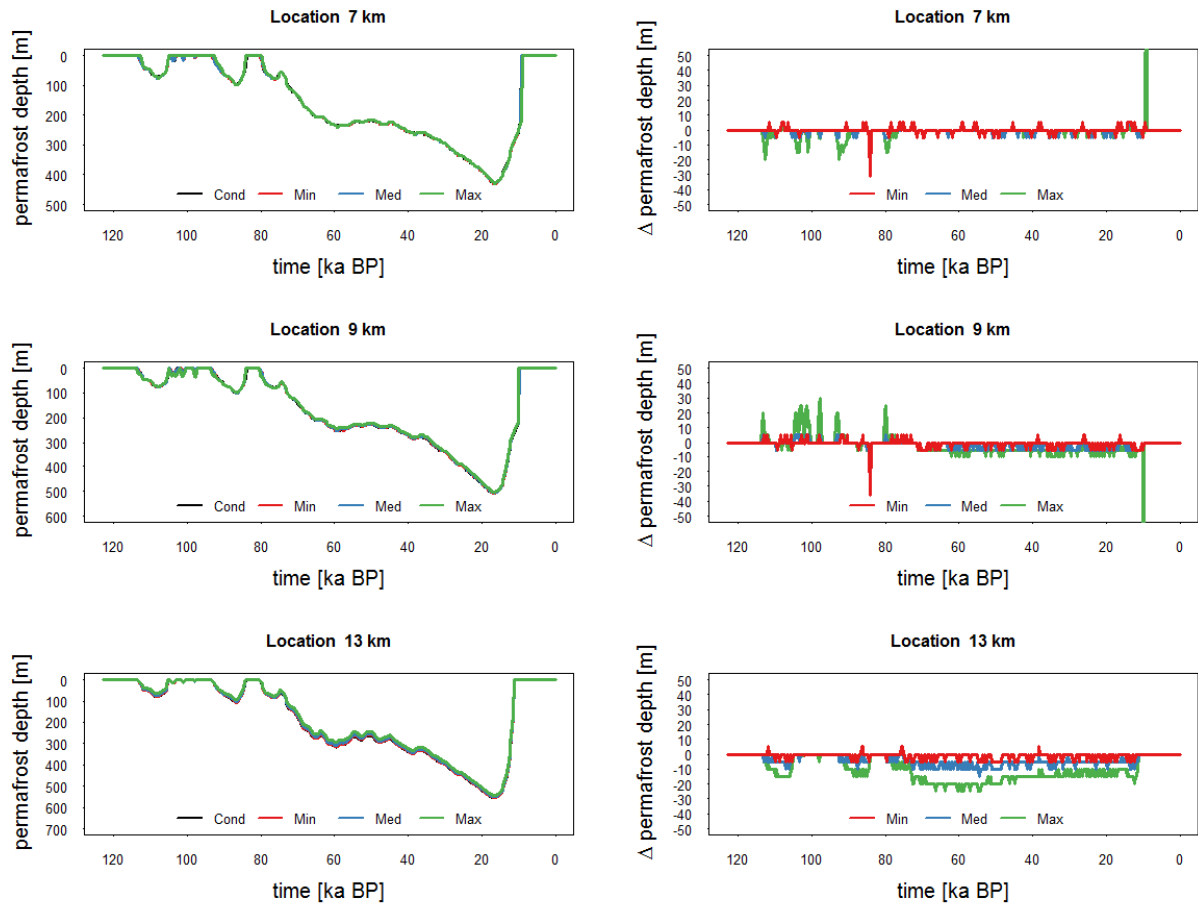 Location 7 km
permafrost depth [m]
0
100
200
300
400
500
Cond Min Med Max
120 100 80 60 40 20 0
time [ka BP]
Location 7 km
Δ permafrost depth [m]
50
40
30
20
10
0
-10
-20
-30
-40
-50
Min Med Max
120 100 80 60 40 20 0
time [ka BP]
Location 9 km
permafrost depth [m]
0
100
200
300
400
500
600
Cond Min Med Max
120 100 80 60 40 20 0
time [ka BP]
Location 9 km
Δ permafrost depth [m]
50
40
30
20
10
0
-10
-20
-30
-40
-50
Min Med Max
120 100 80 60 40 20 0
time [ka BP]
Location 13 km
permafrost depth [m]
0
100
200
300
400
500
600
700
Cond Min Med Max
120 100 80 60 40 20 0
time [ka BP]
Location 13 km
Δ permafrost depth [m]
50
40
30
20
10
0
-10
-20
-30
-40
-50
Min Med Max
120 100 80 60 40 20 0
time [ka BP]